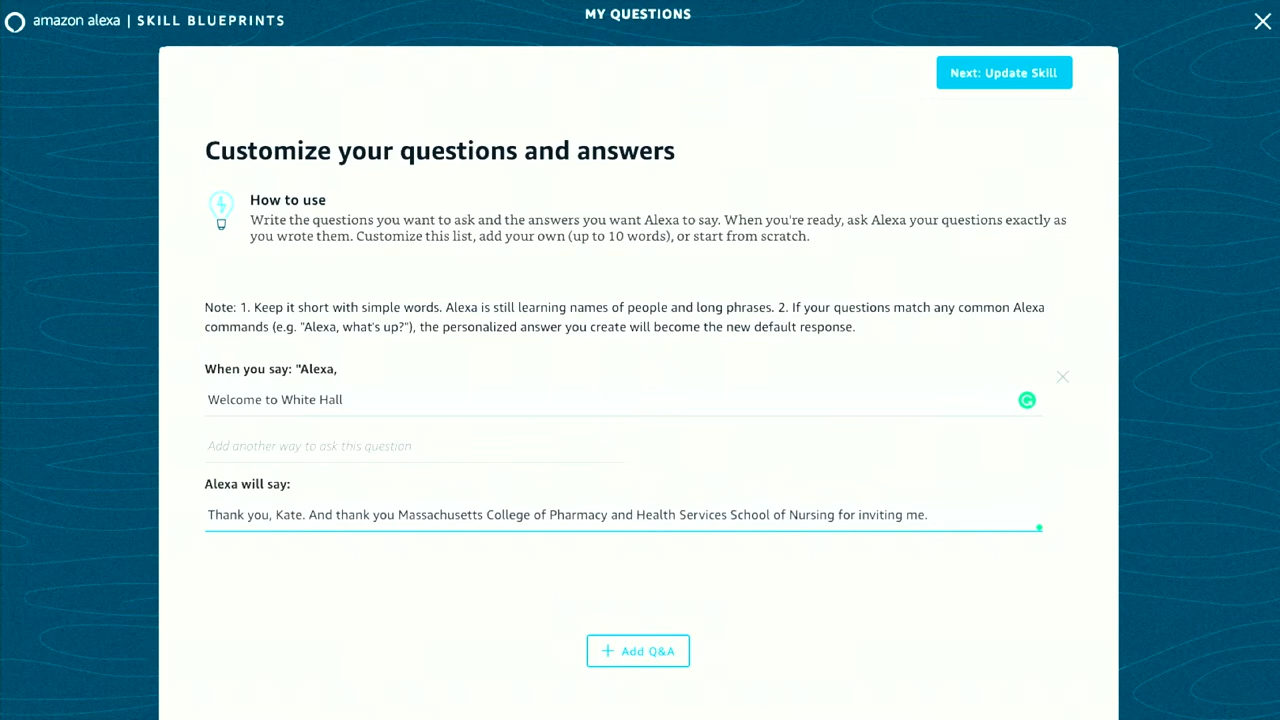 amazon alexa | SKILL BLUEPRINTS
MY QUESTIONS
Next: Update Skill
Customize your questions and answers
How to use
Write the questions you want to ask and the answers you want Alexa to say. When you're ready, ask Alexa your questions exactly as
you wrote them. Customize this list, add your own (up to 10 words), or start from scratch.
Note: 1. Keep it short with simple words. Alexa is still learning names of people and long phrases. 2. If your questions match any common Alexa
commands (e.g. "Alexa, what's up?"), the personalized answer you create will become the new default response.
When you say: "Alexa,
Welcome to White Hall
Add another way to ask this question
Alexa will say:
Thank you, Kate. And thank you Massachusetts College of Pharmacy and Health Services School of Nursing for inviting me.
+ Add Q&A